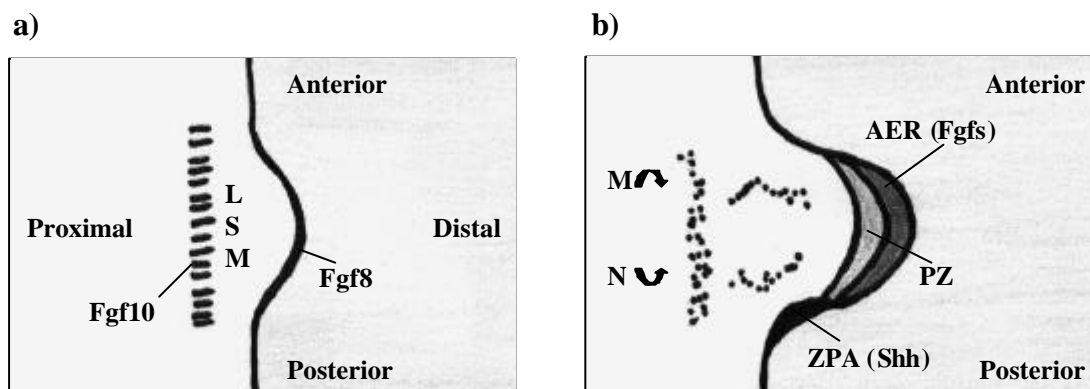 a)
Anterior
L
S
M
Proximal
Distal
Fgf8
Fgf10
Posterior
b)
Anterior
AER (Fgfs)
M
N
PZ
ZPA (Shh)
Posterior